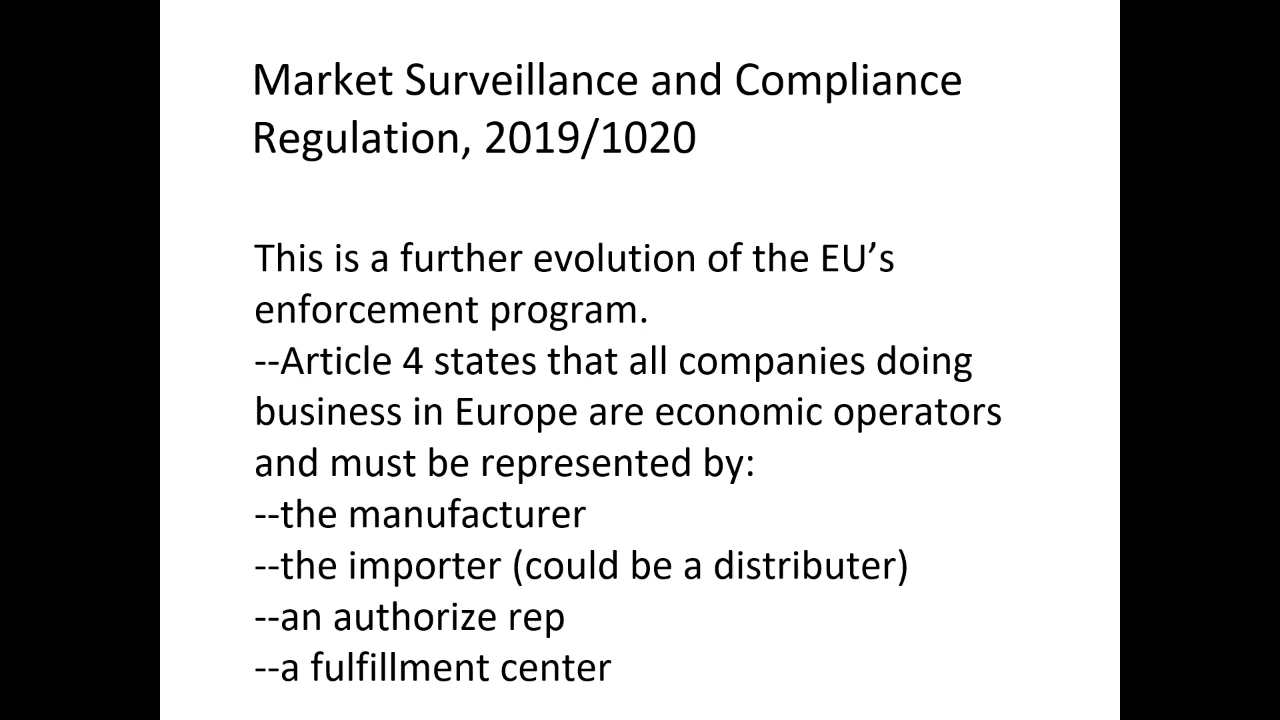 Market Surveillance and Compliance
Regulation, 2019/1020
This is a further evolution of the EU’s
enforcement program.
--Article 4 states that all companies doing
business in Europe are economic operators
and must be represented by:
--the manufacturer
--the importer (could be a distributer)
--an authorize rep
--a fulfillment center